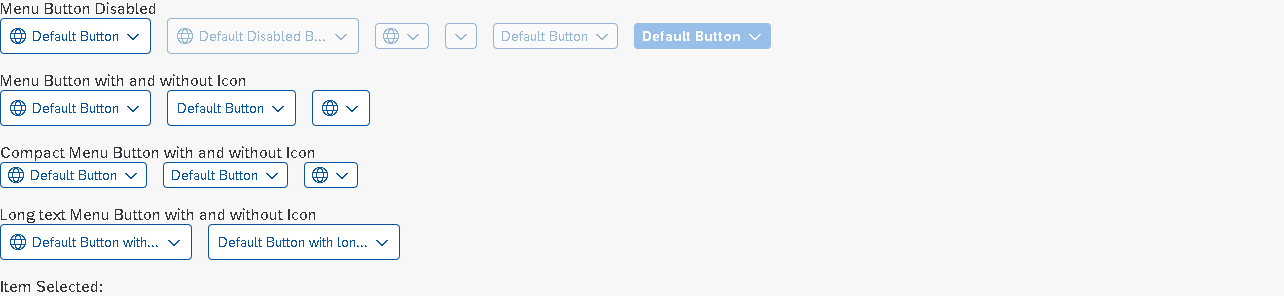 Menu Button Disabled
Default Button Default Disabled B... Default Button Default Button
Menu Button with and without Icon
Default Button Default Button
Compact Menu Button with and without Icon
Default Button Default Button
Long text Menu Button with and without Icon
Default Button with... Default Button with lon...
Item Selected: